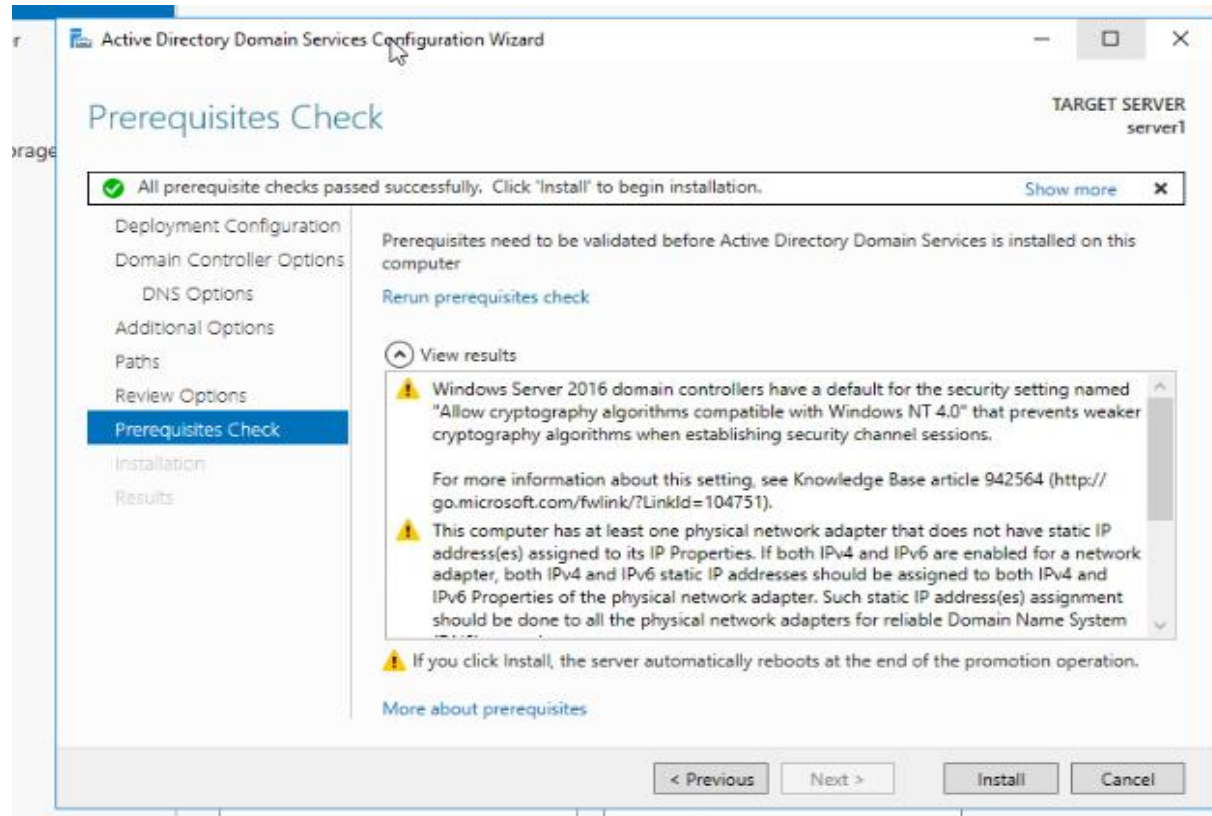 r
Active Directory Domain Services Configuration Wizard
Prerequisites Check
TARGET SERVER
server1
orage
All prerequisite checks passed successfully. Click 'Install' to begin installation.
Show more
Deployment Configuration
Domain Controller Options
DNS Options
Additional Options
Paths
Review Options
Prerequisites Check
Installation
Results
Prerequisites need to be validated before Active Directory Domain Services is installed on this
computer
Rerun prerequisites check
View results
Windows Server 2016 domain controllers have a default for the security setting named
"Allow cryptography algorithms compatible with Windows NT 4.0" that prevents weaker
cryptography algorithms when establishing security channel sessions.
For more information about this setting, see Knowledge Base article 942564 (http://
go.microsoft.com/fwlink/?LinkId=104751).
This computer has at least one physical network adapter that does not have static IP
address(es) assigned to its IP Properties. If both IPv4 and IPv6 are enabled for a network
adapter, both IPv4 and IPv6 static IP addresses should be assigned to both IPv4 and
IPv6 Properties of the physical network adapter. Such static IP address(es) assignment
should be done to all the physical network adapters for reliable Domain Name System
If you click Install, the server automatically reboots at the end of the promotion operation.
More about prerequisites
< Previous
Next >
Install
Cancel